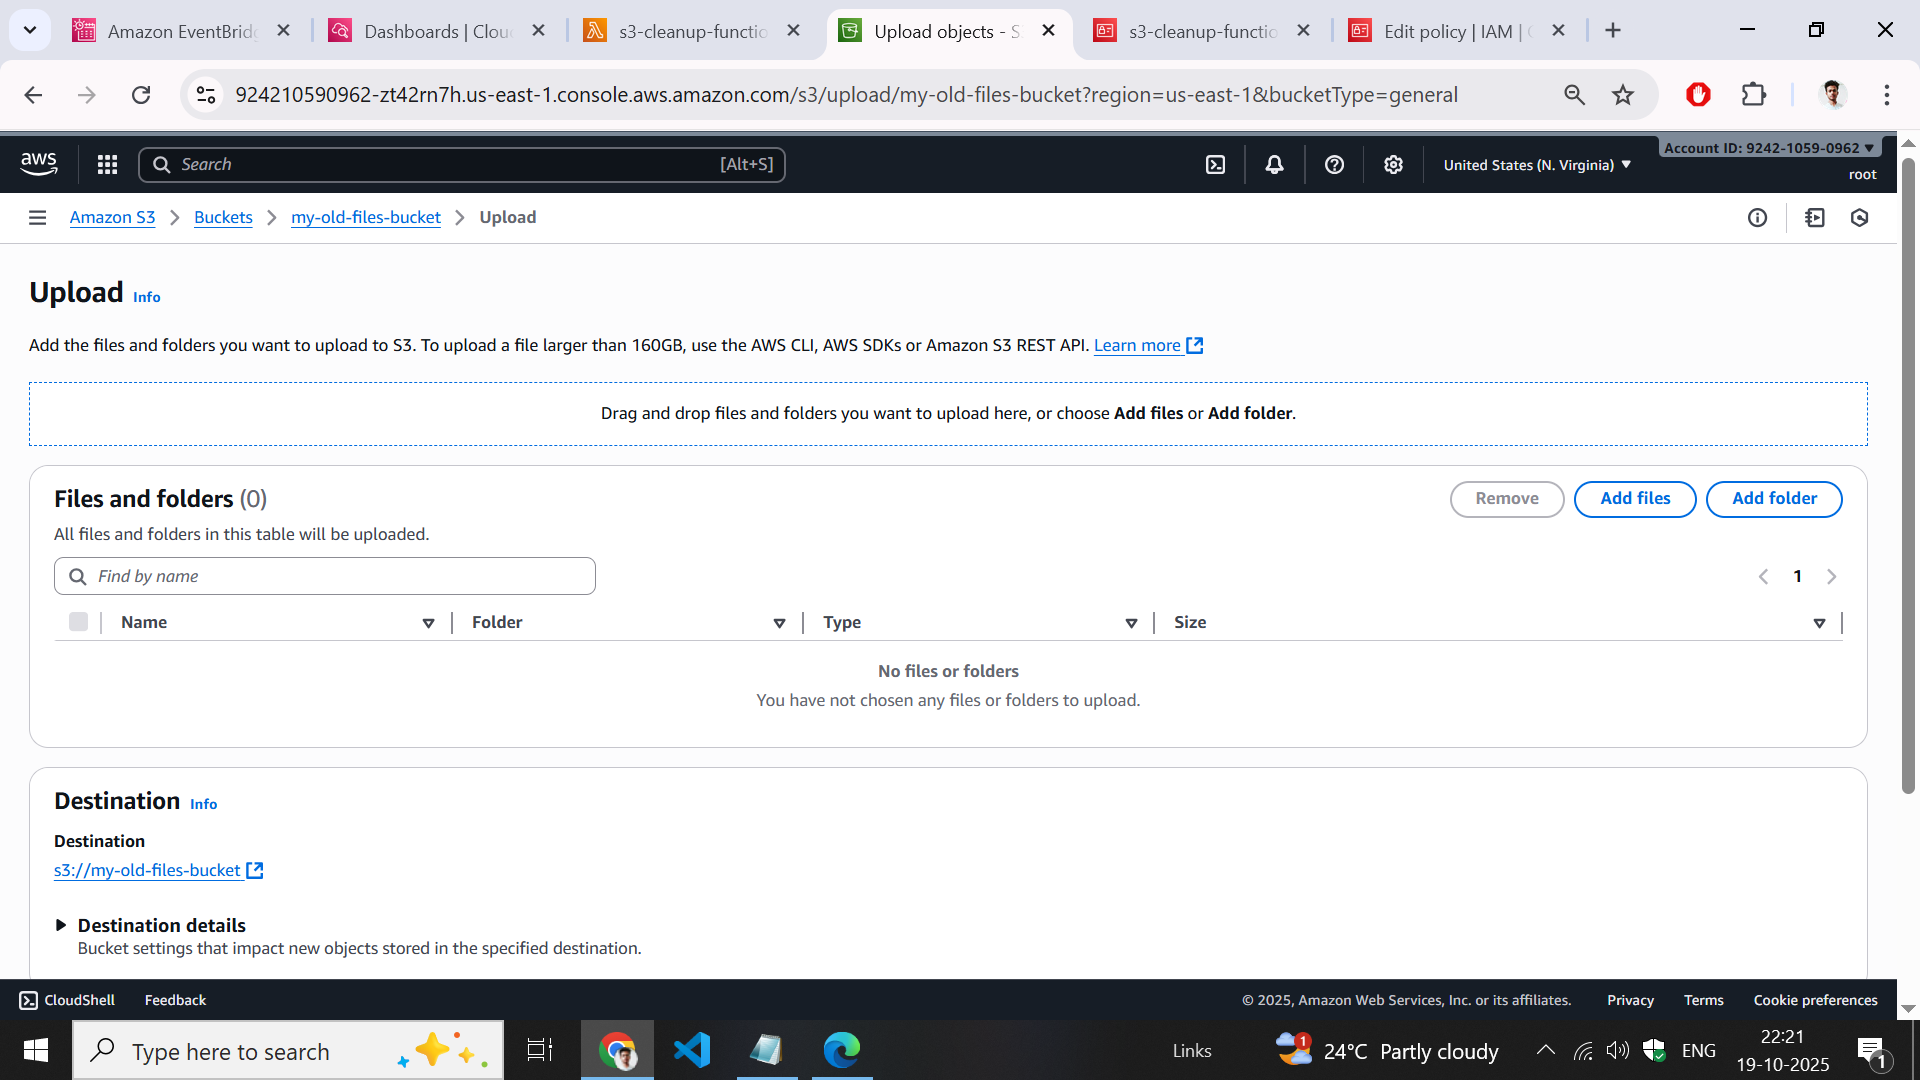 Amazon EventBridg
Dashboards | Clou
s3-cleanup-functio
Upload objects - S
s3-cleanup-functio
Edit policy | IAM |
924210590962-zt42rn7h.us-east-1.console.aws.amazon.com/s3/upload/my-old-files-bucket?region=us-east-1&bucketType=general
aws
Search
[Alt+S]
United States (N. Virginia)
Account ID: 9242-1059-0962
root
Amazon S3
Buckets
my-old-files-bucket
Upload
Upload Info
Add the files and folders you want to upload to S3. To upload a file larger than 160GB, use the AWS CLI, AWS SDKs or Amazon S3 REST API. Learn more
Drag and drop files and folders you want to upload here, or choose Add files or Add folder.
Files and folders (0)
Remove
Add files
Add folder
All files and folders in this table will be uploaded.
Find by name
1
Name
Folder
Type
Size
No files or folders
You have not chosen any files or folders to upload.
Destination Info
Destination
s3://my-old-files-bucket
Destination details
Bucket settings that impact new objects stored in the specified destination.
CloudShell
Feedback
© 2025, Amazon Web Services, Inc. or its affiliates.
Privacy
Terms
Cookie preferences
Type here to search
Links
1
24°C Partly cloudy
ENG
22:21
19-10-2025
1